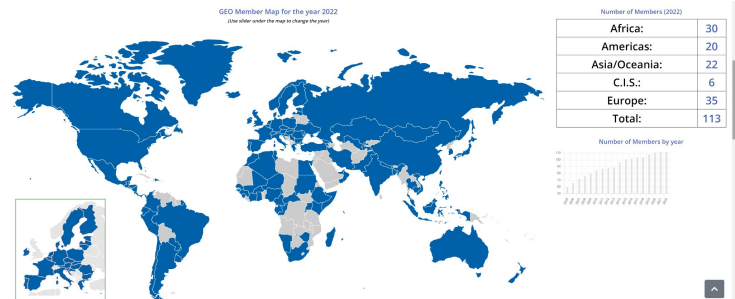 GEO Member Map for the year 2022
(Use slider under the map to change the year)
Number of Members (2022)
Africa: 30
Americas: 20
Asia/Oceania: 22
C.I.S.: 6
Europe: 35
Total: 113
Number of Members by year